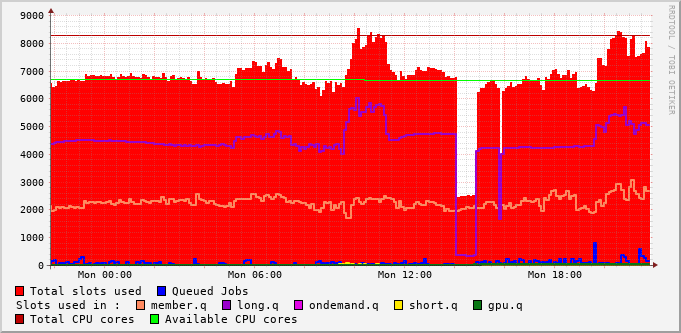 9000
8000
7000
6000
5000
4000
3000
2000
1000
0
Mon 00:00 Mon 06:00 Mon 12:00 Mon 18:00
RRDTOOL / TOBI OETIKER
Total slots used Queued Jobs
Slots used in : member.q long.q ondemand.q short.q gpu.q
Total CPU cores Available CPU cores